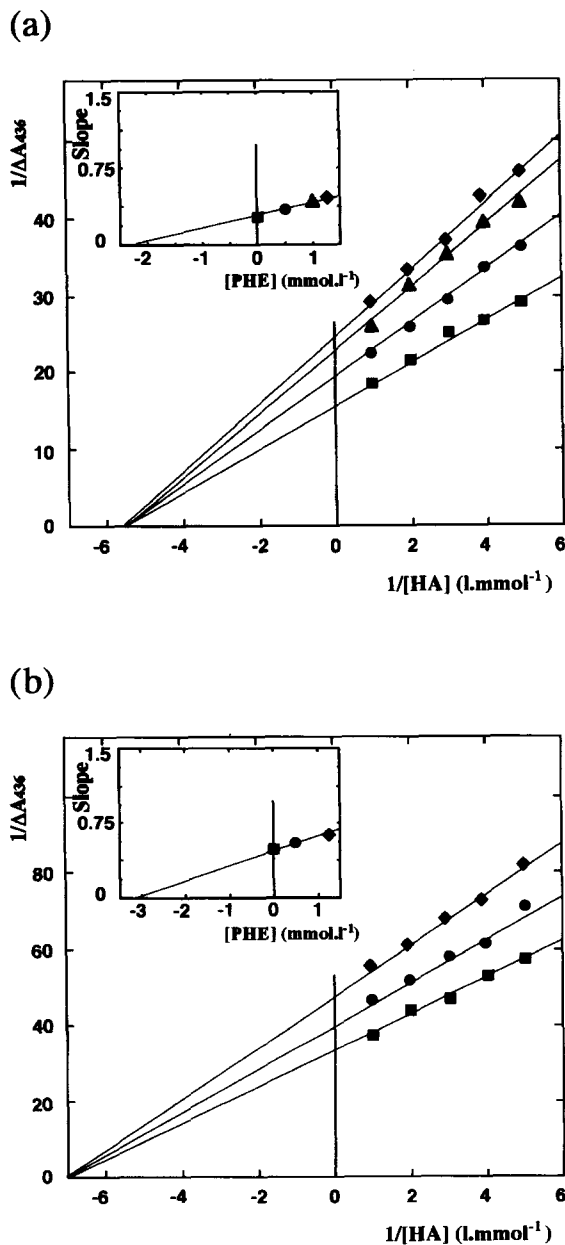 (a)
1/ΔA436
40
30
20
10
0
-6 -4 -2 0 2 4 6
1/[HA] (l.mmol-1)
Slope
1.5
0.75
0
-2 -1 0 1
[PHE] (mmol.l-1)
(b)
1/ΔA436
80
60
40
20
0
-6 -4 -2 0 2 4 6
1/[HA] (l.mmol-1)
Slope
1.5
0.75
0
-3 -2 -1 0 1
[PHE] (mmol.l-1)